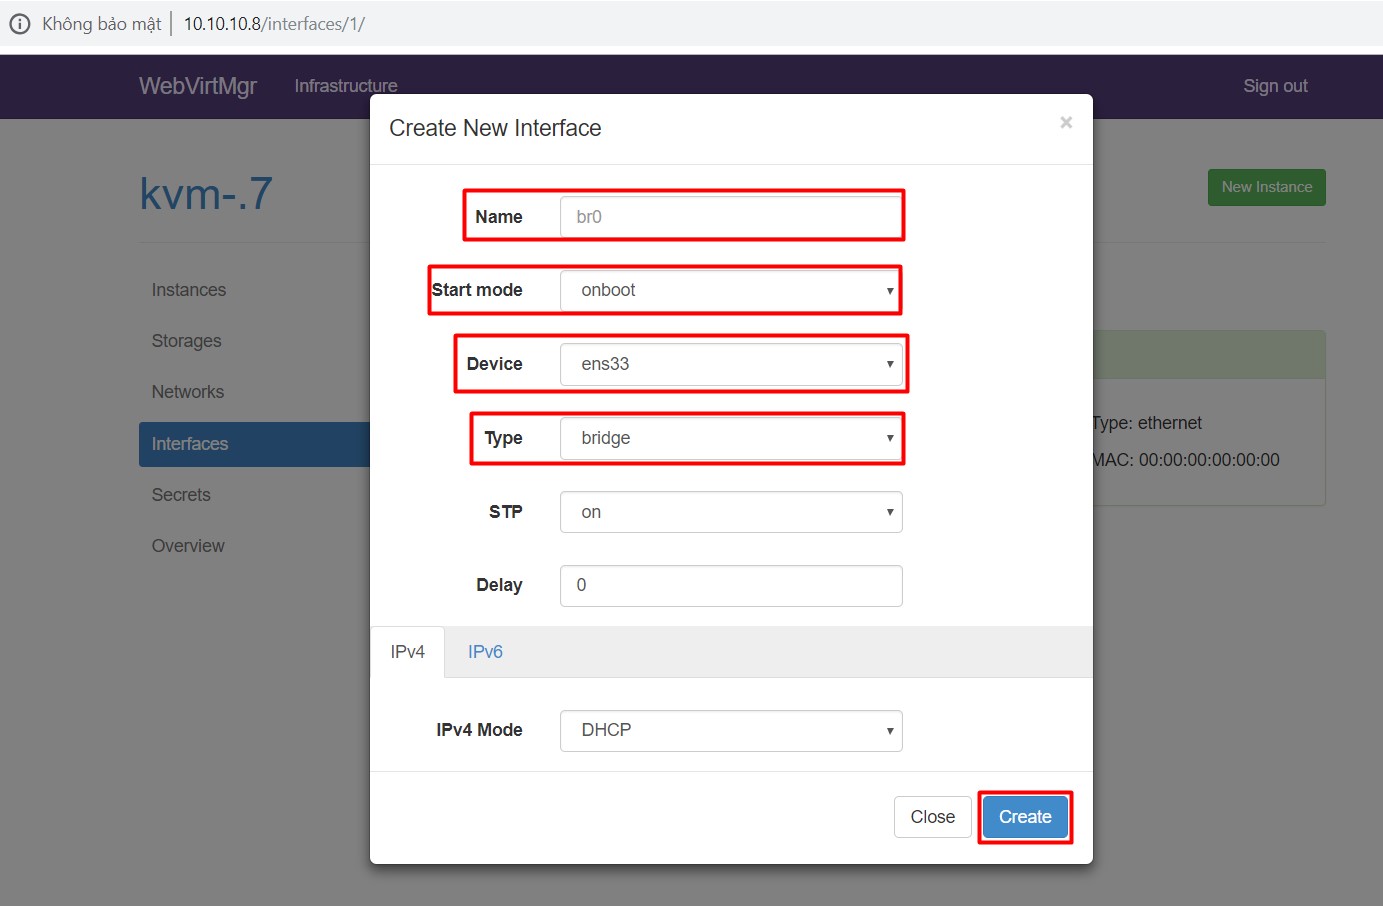 Không bảo mật 10.10.10.8/interfaces/1/
WebVirtMgr Infrastructure Sign out
Create New Interface ×
kvm-.7
New Instance
Name br0
Start mode onboot
Device ens33
Type bridge
STP on
Delay 0
Instances
Storages
Networks
Interfaces
Secrets
Overview
Type: ethernet
MAC: 00:00:00:00:00:00
IPv4 IPv6
IPv4 Mode DHCP
Close Create